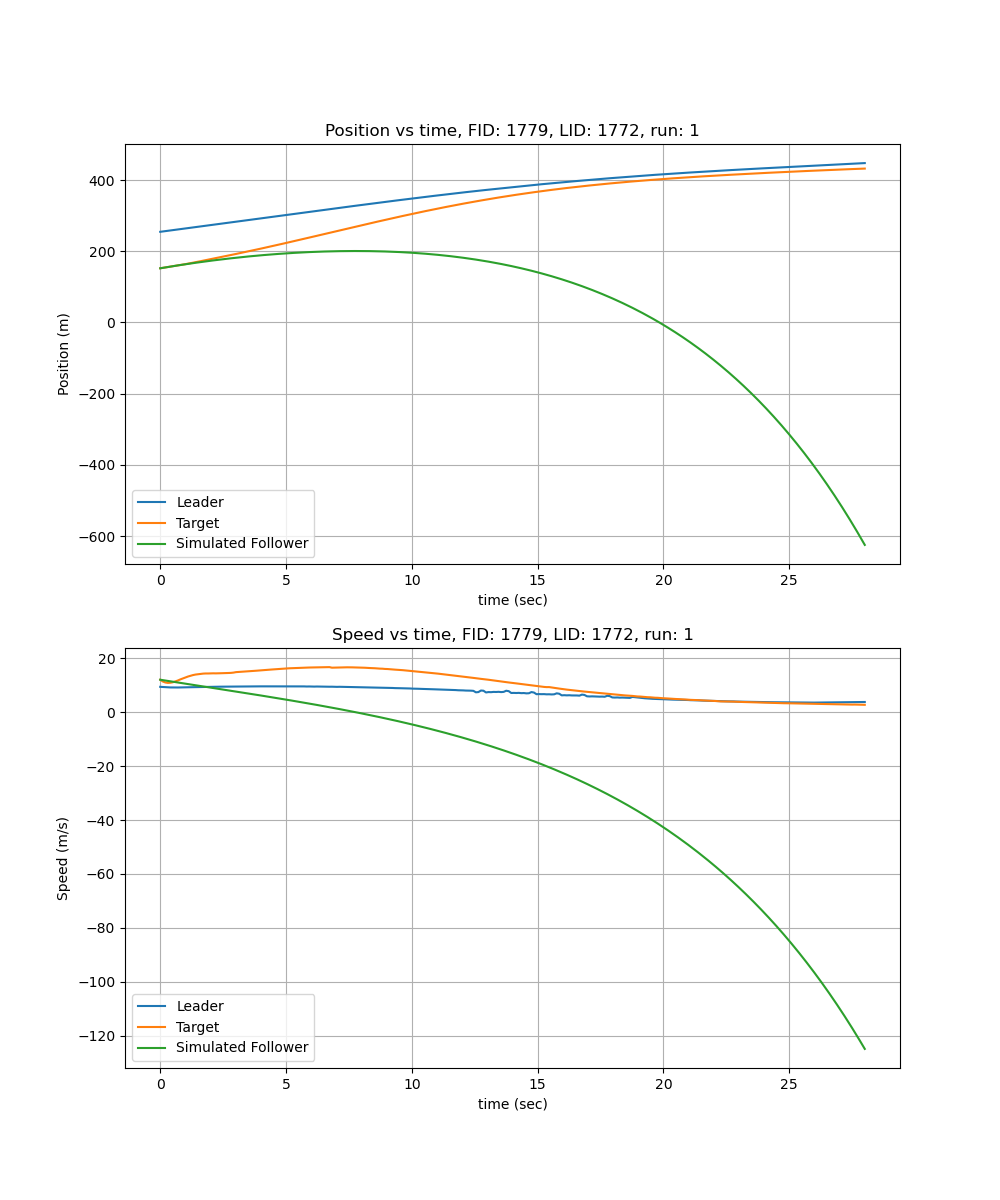 Position vs time, FID: 1779, LID: 1772, run: 1
400
200
0
−200
−400
−600
Position (m)
Leader
Target
Simulated Follower
0 5 10 15 20 25
time (sec)
Speed vs time, FID: 1779, LID: 1772, run: 1
20
0
−20
−40
−60
−80
−100
−120
Speed (m/s)
Leader
Target
Simulated Follower
0 5 10 15 20 25
time (sec)